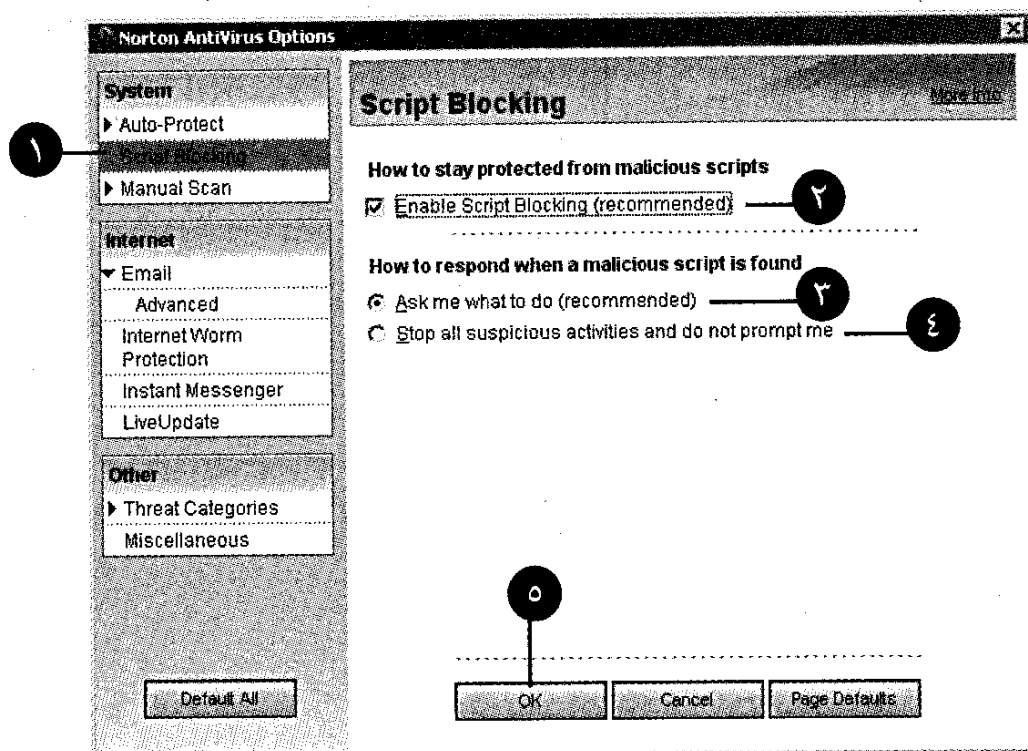 Norton AntiVirus Options
System
Auto-Protect
١
Script Blocking
Manual Scan
Internet
Email
Advanced
Internet Worm
Protection
Instant Messenger
LiveUpdate
Other
Threat Categories
Miscellaneous
Default All
Script Blocking
More Info
How to stay protected from malicious scripts
Enable Script Blocking (recommended)
٢
How to respond when a malicious script is found
Ask me what to do (recommended)
٣
Stop all suspicious activities and do not prompt me
٤
٥
OK
Cancel
Page Defaults